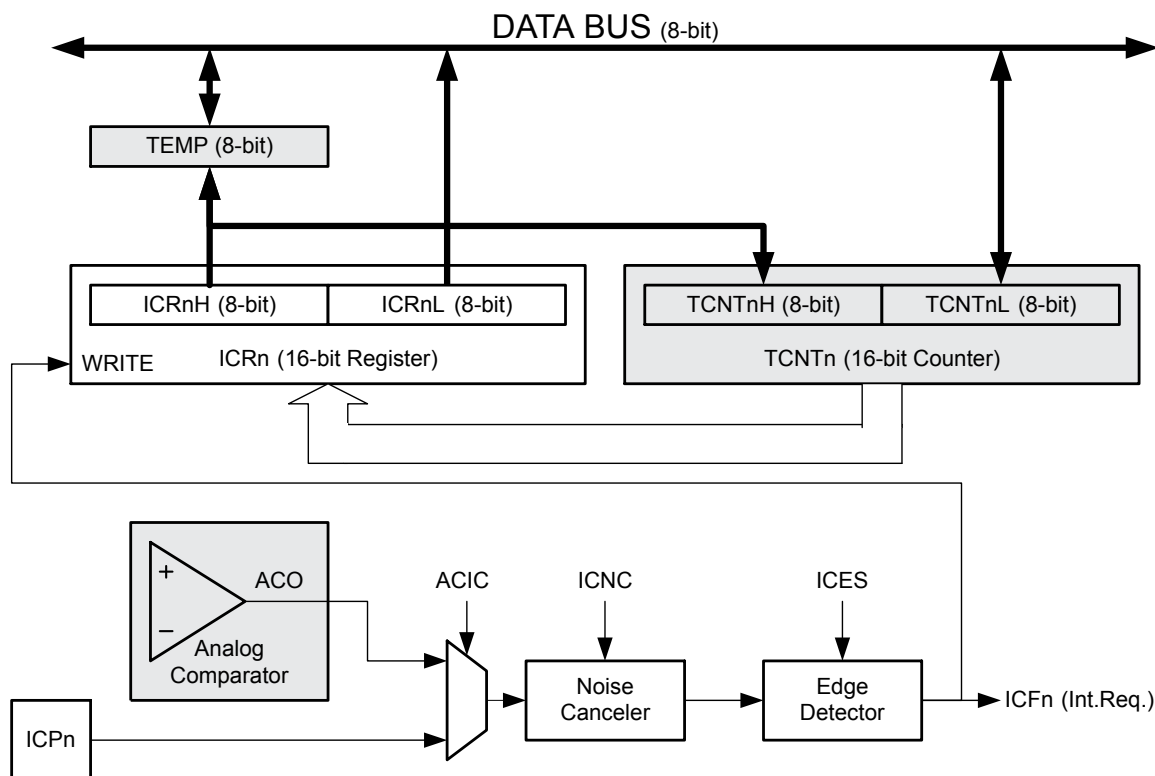 DATA BUS (8-bit)
TEMP (8-bit)
ICRnH (8-bit)
ICRnL (8-bit)
TCNTnH (8-bit)
TCNTnL (8-bit)
WRITE
ICRn (16-bit Register)
TCNTn (16-bit Counter)
+
ACO
−
Analog
Comparator
ACIC
ICNC
ICES
Noise
Canceler
Edge
Detector
ICFn (Int.Req.)
ICPn